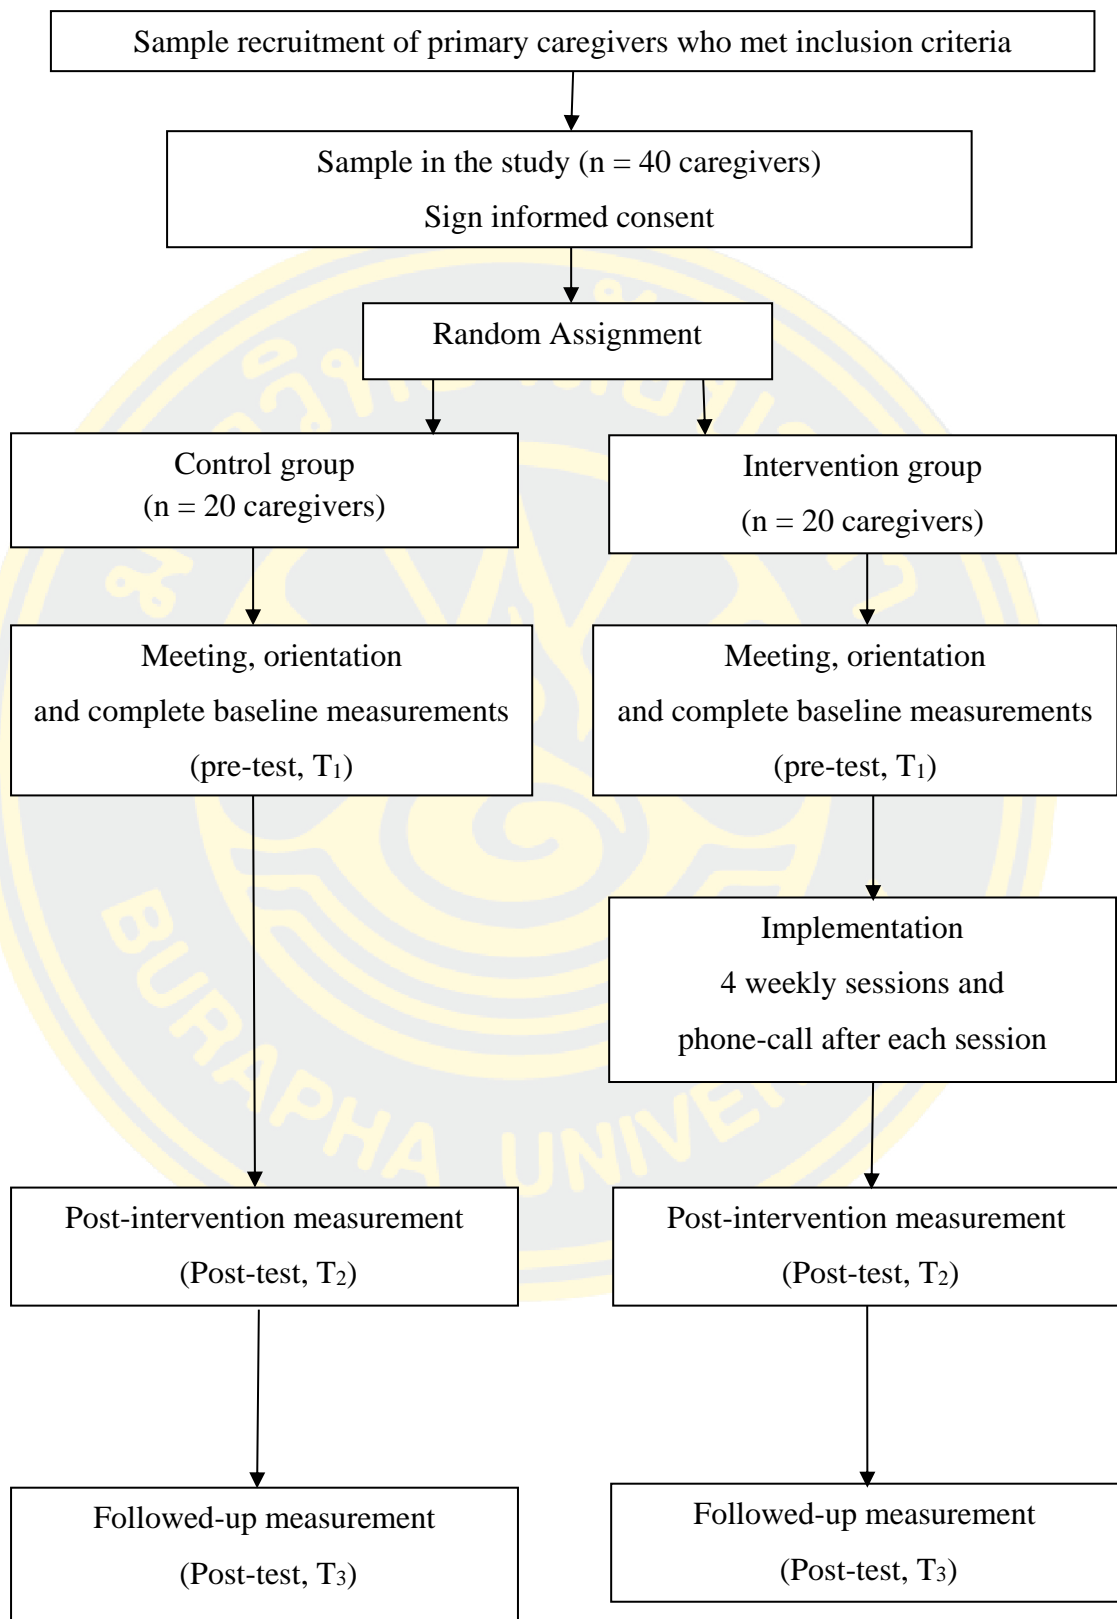 Sample recruitment of primary caregivers who met inclusion criteria
Sample in the study (n = 40 caregivers)
Sign informed consent
Random Assignment
Control group
(n = 20 caregivers)
Intervention group
(n = 20 caregivers)
Meeting, orientation
and complete baseline measurements
(pre-test, T₁)
Meeting, orientation
and complete baseline measurements
(pre-test, T₁)
Implementation
4 weekly sessions and
phone-call after each session
Post-intervention measurement
(Post-test, T₂)
Post-intervention measurement
(Post-test, T₂)
Followed-up measurement
(Post-test, T₃)
Followed-up measurement
(Post-test, T₃)
BURAPHA UNIVE